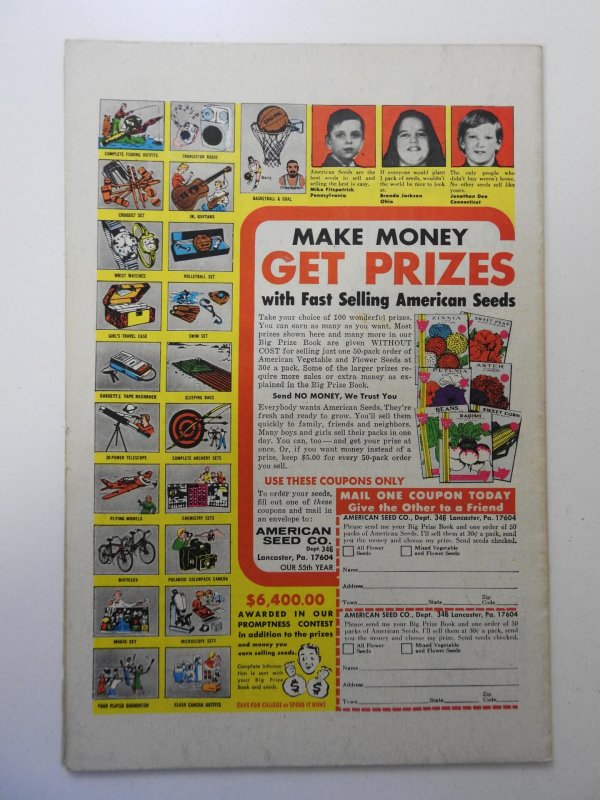 COMPLETE FISHING OUTFITS
TRANSISTOR RADIO
CROQUET SET
JR. GUITARS
BASKETBALL & GOAL
WRIST WATCHES
VOLLEYBALL SET
GIRL'S TRAVEL CASE
SWIM SET
CASSETTE TAPE RECORDER
SLEEPING BAGS
30-POWER TELESCOPE
COMPLETE ARCHERY SETS
FLYING MODELS
CHEMISTRY SETS
BICYCLES
POLAROID COLORPACK CAMERA
MAGIC SET
MICROSCOPE SETS
FOUR PLAYER BADMINTON
FLASH CAMERA OUTFITS
American Seeds are the
best seeds to sell and
selling the best is easy.
Mike Fitzpatrick
Pennsylvania
If everyone would plant
1 pack of seeds, wouldn't
the world be nice to look
at.
Brenda Jackson
Ohio
The only people who
didn't buy weren't home.
No other seeds sell like
yours.
Jonathan Dee
Connecticut
MAKE MONEY
GET PRIZES
with Fast Selling American Seeds
Take your choice of 100 wonderful prizes.
You can earn as many as you want. Most
prizes shown here and many more in our
Big Prize Book are given WITHOUT
COST for selling just one 50-pack order of
American Vegetable and Flower Seeds at
30¢ a pack. Some of the larger prizes re-
quire more sales or extra money as ex-
plained in the Big Prize Book.
Send NO MONEY, We Trust You
Everybody wants American Seeds. They're
fresh and ready to grow. You'll sell them
quickly to family, friends and neighbors.
Many boys and girls sell their packs in one
day. You can, too — and get your prize at
once. Or, if you want money instead of a
prize, keep $5.00 for every 50-pack order
you sell.
ZINNIA
SWEET PEAS
PETUNIA
ASTER
BEANS
RADISH
SWEET CORN
USE THESE COUPONS ONLY
To order your seeds,
fill out one of these
coupons and mail in
an envelope to:
AMERICAN
SEED CO.
Dept. 346
Lancaster, Pa. 17604
OUR 55th YEAR
MAIL ONE COUPON TODAY
Give the Other to a Friend
AMERICAN SEED CO., Dept. 346 Lancaster, Pa. 17604
Please send me your Big Prize Book and one order of 50
packs of American Seeds. I'll sell them at 30¢ a pack, send
you the money and choose my prize. Send seeds checked.
All Flower
Seeds
Mixed Vegetable
and Flower Seeds
Name
Address
Town State Zip Code
AMERICAN SEED CO., Dept. 346 Lancaster, Pa. 17604
Please send me your Big Prize Book and one order of 50
packs of American Seeds. I'll sell them at 30¢ a pack, send
you the money and choose my prize. Send seeds checked.
All Flower
Seeds
Mixed Vegetable
and Flower Seeds
Name
Address
Town State Zip Code
$6,400.00
AWARDED IN OUR
PROMPTNESS CONTEST
in addition to the prizes
and money you
earn selling seeds.
Complete informa-
tion is sent with
your Big Prize
Book and seeds.
SAVE FOR COLLEGE or SPEND IT NOW!